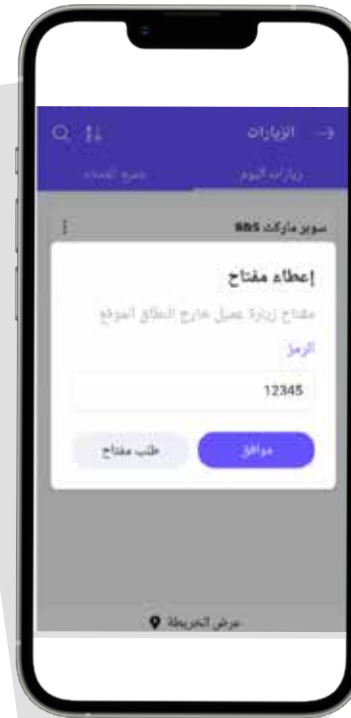 الزيارات
زيارات اليوم
جميع العملاء
سوبر ماركت B&S
إعطاء مفتاح
مفتاح زيارة عميل خارج النطاق الموقع
الرمز
12345
موافق
طلب مفتاح
عرض الخريطة